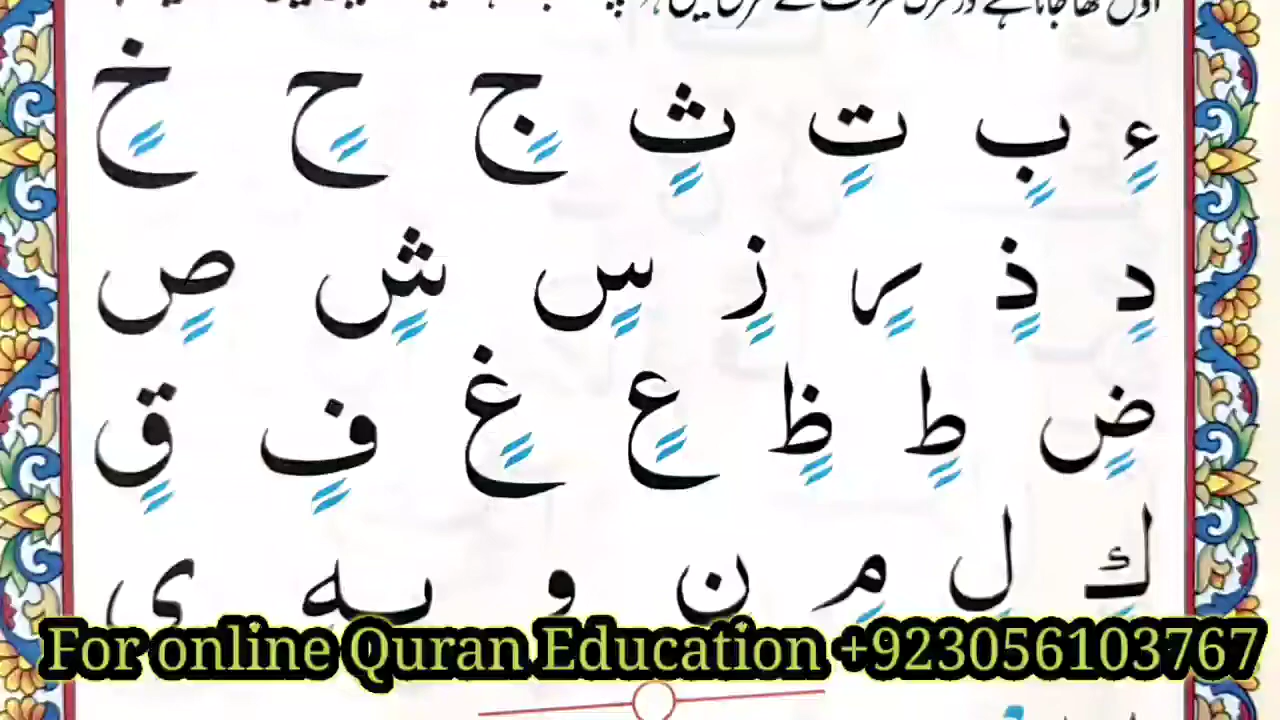 ءٍ بٍ تٍ ثٍ جٍ حٍ خٍ
دٍ ذٍ رٍ زٍ سٍ شٍ صٍ
ضٍ طٍ ظٍ عٍ غٍ فٍ قٍ
كٍ لٍ مٍ ن و ہ ی
For online Quran Education +923056103767